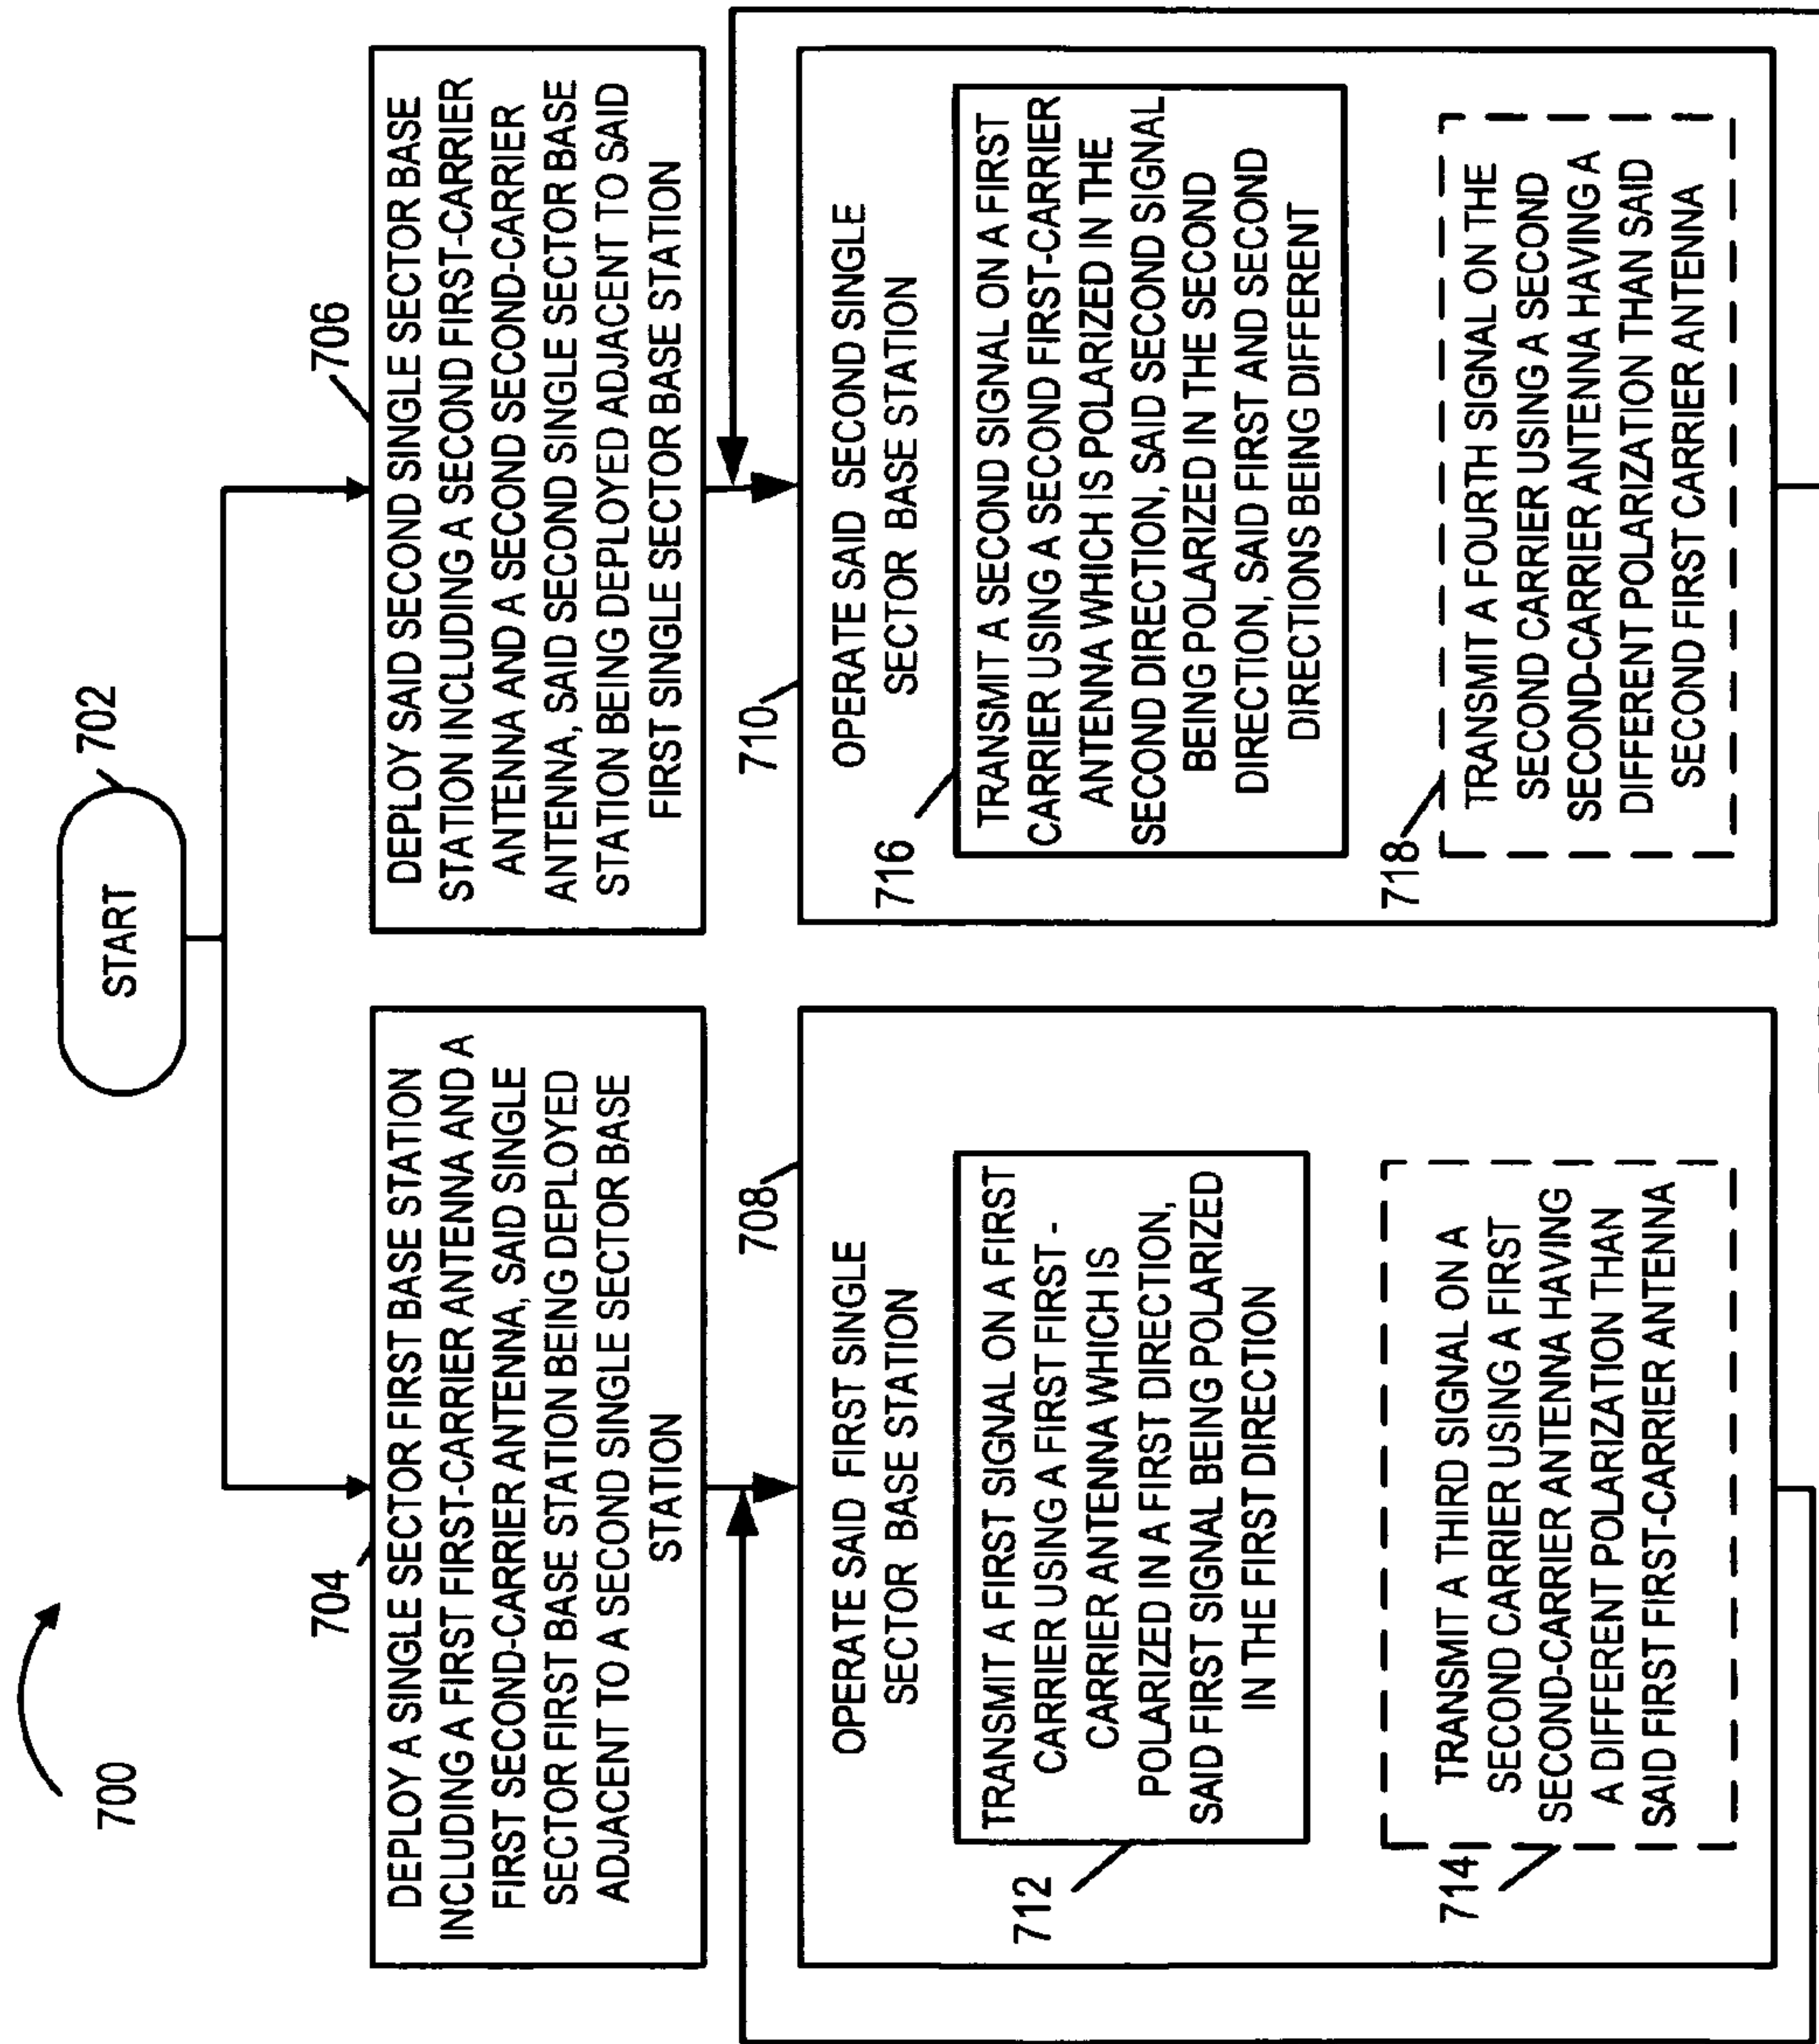 700
START
702
704
DEPLOY A SINGLE SECTOR FIRST BASE STATION
INCLUDING A FIRST FIRST-CARRIER ANTENNA AND A
FIRST SECOND-CARRIER ANTENNA, SAID SINGLE
SECTOR FIRST BASE STATION BEING DEPLOYED
ADJACENT TO A SECOND SINGLE SECTOR BASE
STATION
706
DEPLOY SAID SECOND SINGLE SECTOR BASE
STATION INCLUDING A SECOND FIRST-CARRIER
ANTENNA AND A SECOND SECOND-CARRIER
ANTENNA, SAID SECOND SINGLE SECTOR BASE
STATION BEING DEPLOYED ADJACENT TO SAID
FIRST SINGLE SECTOR BASE STATION
708
OPERATE SAID FIRST SINGLE
SECTOR BASE STATION
712
TRANSMIT A FIRST SIGNAL ON A FIRST
CARRIER USING A FIRST FIRST -
CARRIER ANTENNA WHICH IS
POLARIZED IN A FIRST DIRECTION,
SAID FIRST SIGNAL BEING POLARIZED
IN THE FIRST DIRECTION
714
TRANSMIT A THIRD SIGNAL ON A
SECOND CARRIER USING A FIRST
SECOND-CARRIER ANTENNA HAVING
A DIFFERENT POLARIZATION THAN
SAID FIRST FIRST-CARRIER ANTENNA
710
OPERATE SAID SECOND SINGLE
SECTOR BASE STATION
716
TRANSMIT A SECOND SIGNAL ON A FIRST
CARRIER USING A SECOND FIRST-CARRIER
ANTENNA WHICH IS POLARIZED IN THE
SECOND DIRECTION, SAID SECOND SIGNAL
BEING POLARIZED IN THE SECOND
DIRECTION, SAID FIRST AND SECOND
DIRECTIONS BEING DIFFERENT
718
TRANSMIT A FOURTH SIGNAL ON THE
SECOND CARRIER USING A SECOND
SECOND-CARRIER ANTENNA HAVING A
DIFFERENT POLARIZATION THAN SAID
SECOND FIRST CARRIER ANTENNA